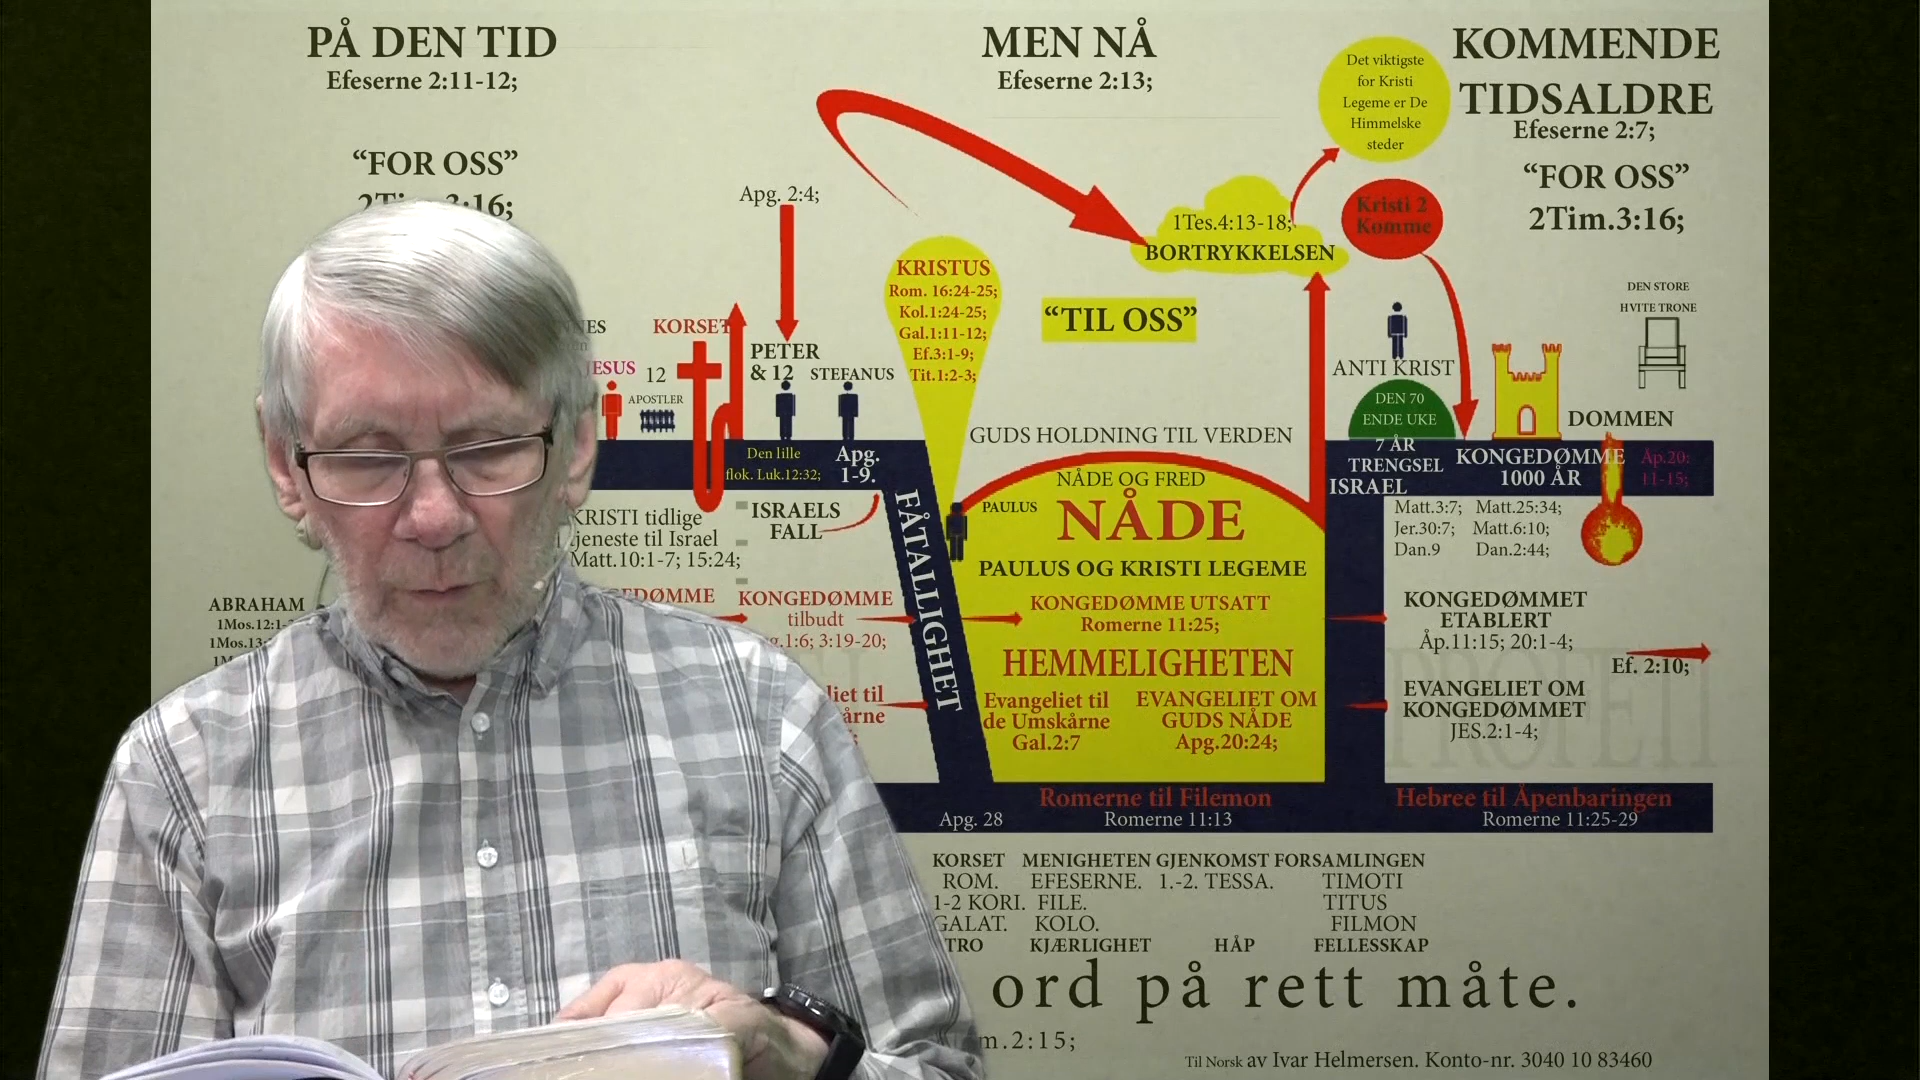 PÅ DEN TID
Efeserne 2:11-12;
"FOR OSS"
MEN NÅ
Efeserne 2:13;
KOMMENDE
TIDSALDRE
Efeserne 2:7;
"FOR OSS"
2Tim.3:16;
Det viktigste
for Kristi
Legeme er De
Himmelske
steder
Kristi 2
Komme
Apg. 2:4;
1Tes.4:13-18;
BORTRYKKELSEN
KRISTUS
Rom. 16:24-25;
Kol.1:24-25;
Gal.1:11-12;
Ef.3:1-9;
Tit.1:2-3;
"TIL OSS"
DEN STORE
HVITE TRONE
KORSET
12
APOSTLER
PETER
& 12
STEFANUS
ANTI KRIST
DEN 70
ENDE UKE
DOMMEN
GUDS HOLDNING TIL VERDEN
Den lille
flok. Luk.12:32;
Apg.
1-9.
7 ÅR
TRENGSEL
ISRAEL
KONGEDØMME
1000 ÅR
Åp.20:
11-15;
NÅDE OG FRED
NÅDE
PAULUS
PAULUS OG KRISTI LEGEME
ISRAELS
FALL
FÅTALLIGHET
KRISTI tidlige
jeneste til Israel
Matt.10:1-7; 15:24;
Matt.3:7; Matt.25:34;
Jer.30:7; Matt.6:10;
Dan.9 Dan.2:44;
ABRAHAM
KONGEDØMME
tilbudt
1:6; 3:19-20;
KONGEDØMME UTSATT
Romerne 11:25;
KONGEDØMMET
ETABLERT
Åp.11:15; 20:1-4;
Ef. 2:10;
HEMMELIGHETEN
Evangeliet til
de Umskårne
Gal.2:7
EVANGELIET OM
GUDS NÅDE
Apg.20:24;
EVANGELIET OM
KONGEDØMMET
JES.2:1-4;
Apg. 28
Romerne til Filemon
Romerne 11:13
Hebree til Åpenbaringen
Romerne 11:25-29
KORSET MENIGHETEN GJENKOMST FORSAMLINGEN
ROM. EFESERNE. 1.-2. TESSA. TIMOTI
1-2 KORI. FILE. TITUS
GALAT. KOLO. FILMON
TRO KJÆRLIGHET HÅP FELLESSKAP
ord på rett måte.
2:15;
Til Norsk av Ivar Helmersen. Konto-nr. 3040 10 83460